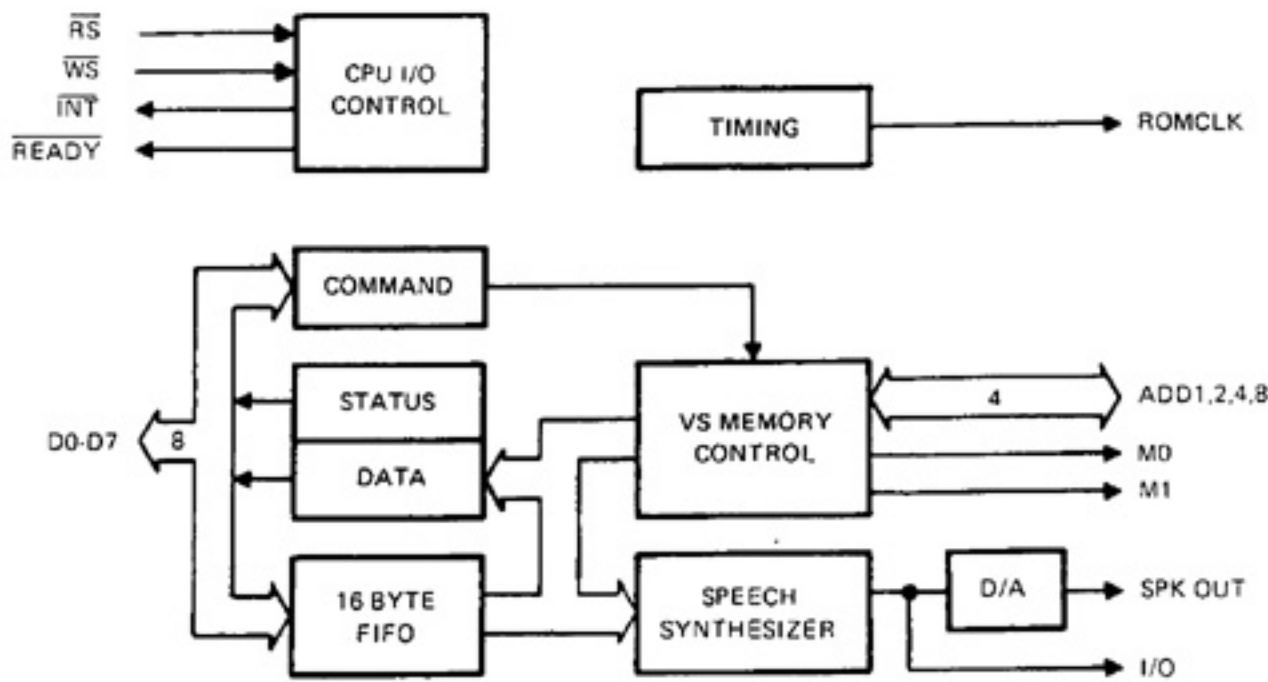 RS
WS
INT
READY
CPU I/O
CONTROL
TIMING
ROMCLK
COMMAND
STATUS
DATA
D0-D7
8
16 BYTE
FIFO
VS MEMORY
CONTROL
4
ADD1,2,4,8
M0
M1
SPEECH
SYNTHESIZER
D/A
SPK OUT
I/O